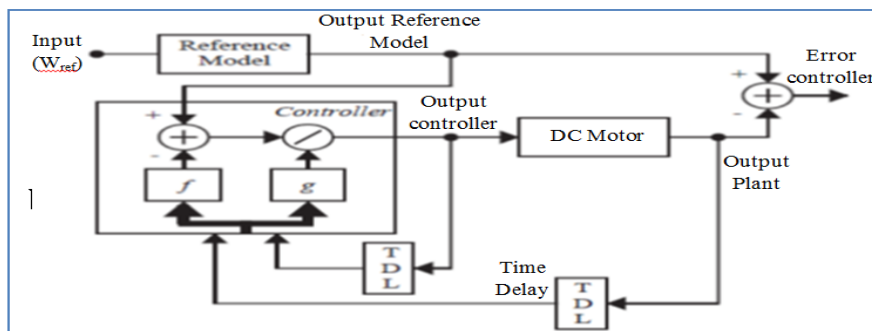 Output Reference
Model
Input
(Wref)
Reference
Model
Error
controller
+
+
-
Controller
Output
controller
+
+
-
/
DC Motor
Output
Plant
f
g
T
D
L
Time
Delay
T
D
L